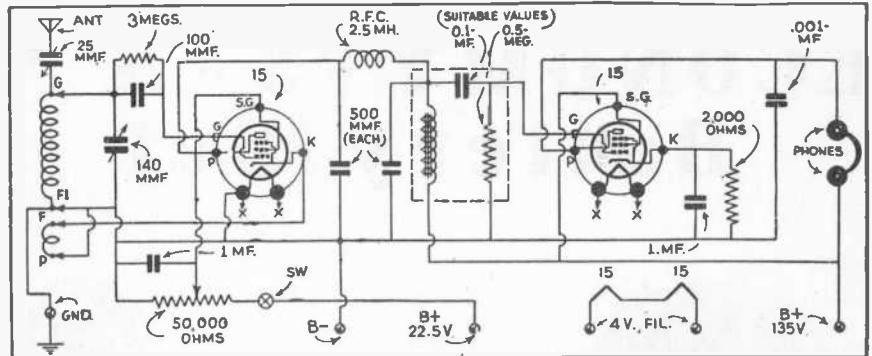 ANT
3 MEGS.
25
MMF.
100
MMF
G
R.F.C.
2.5 MH.
(SUITABLE VALUES)
0.1-
MF.
0.5-
MEG.
.001-
MF
15
S.G
G
P
K
X X
500
MMF
(EACH)
15
S.G
G
P
K
X X
2,000
OHMS
PHONES
140
MMF
F1
F
P
1 MF.
SW
1.MF.
GND.
50,000
OHMS
B-
B+
22.5V.
15 15
4 V., FIL.
B+
135V.